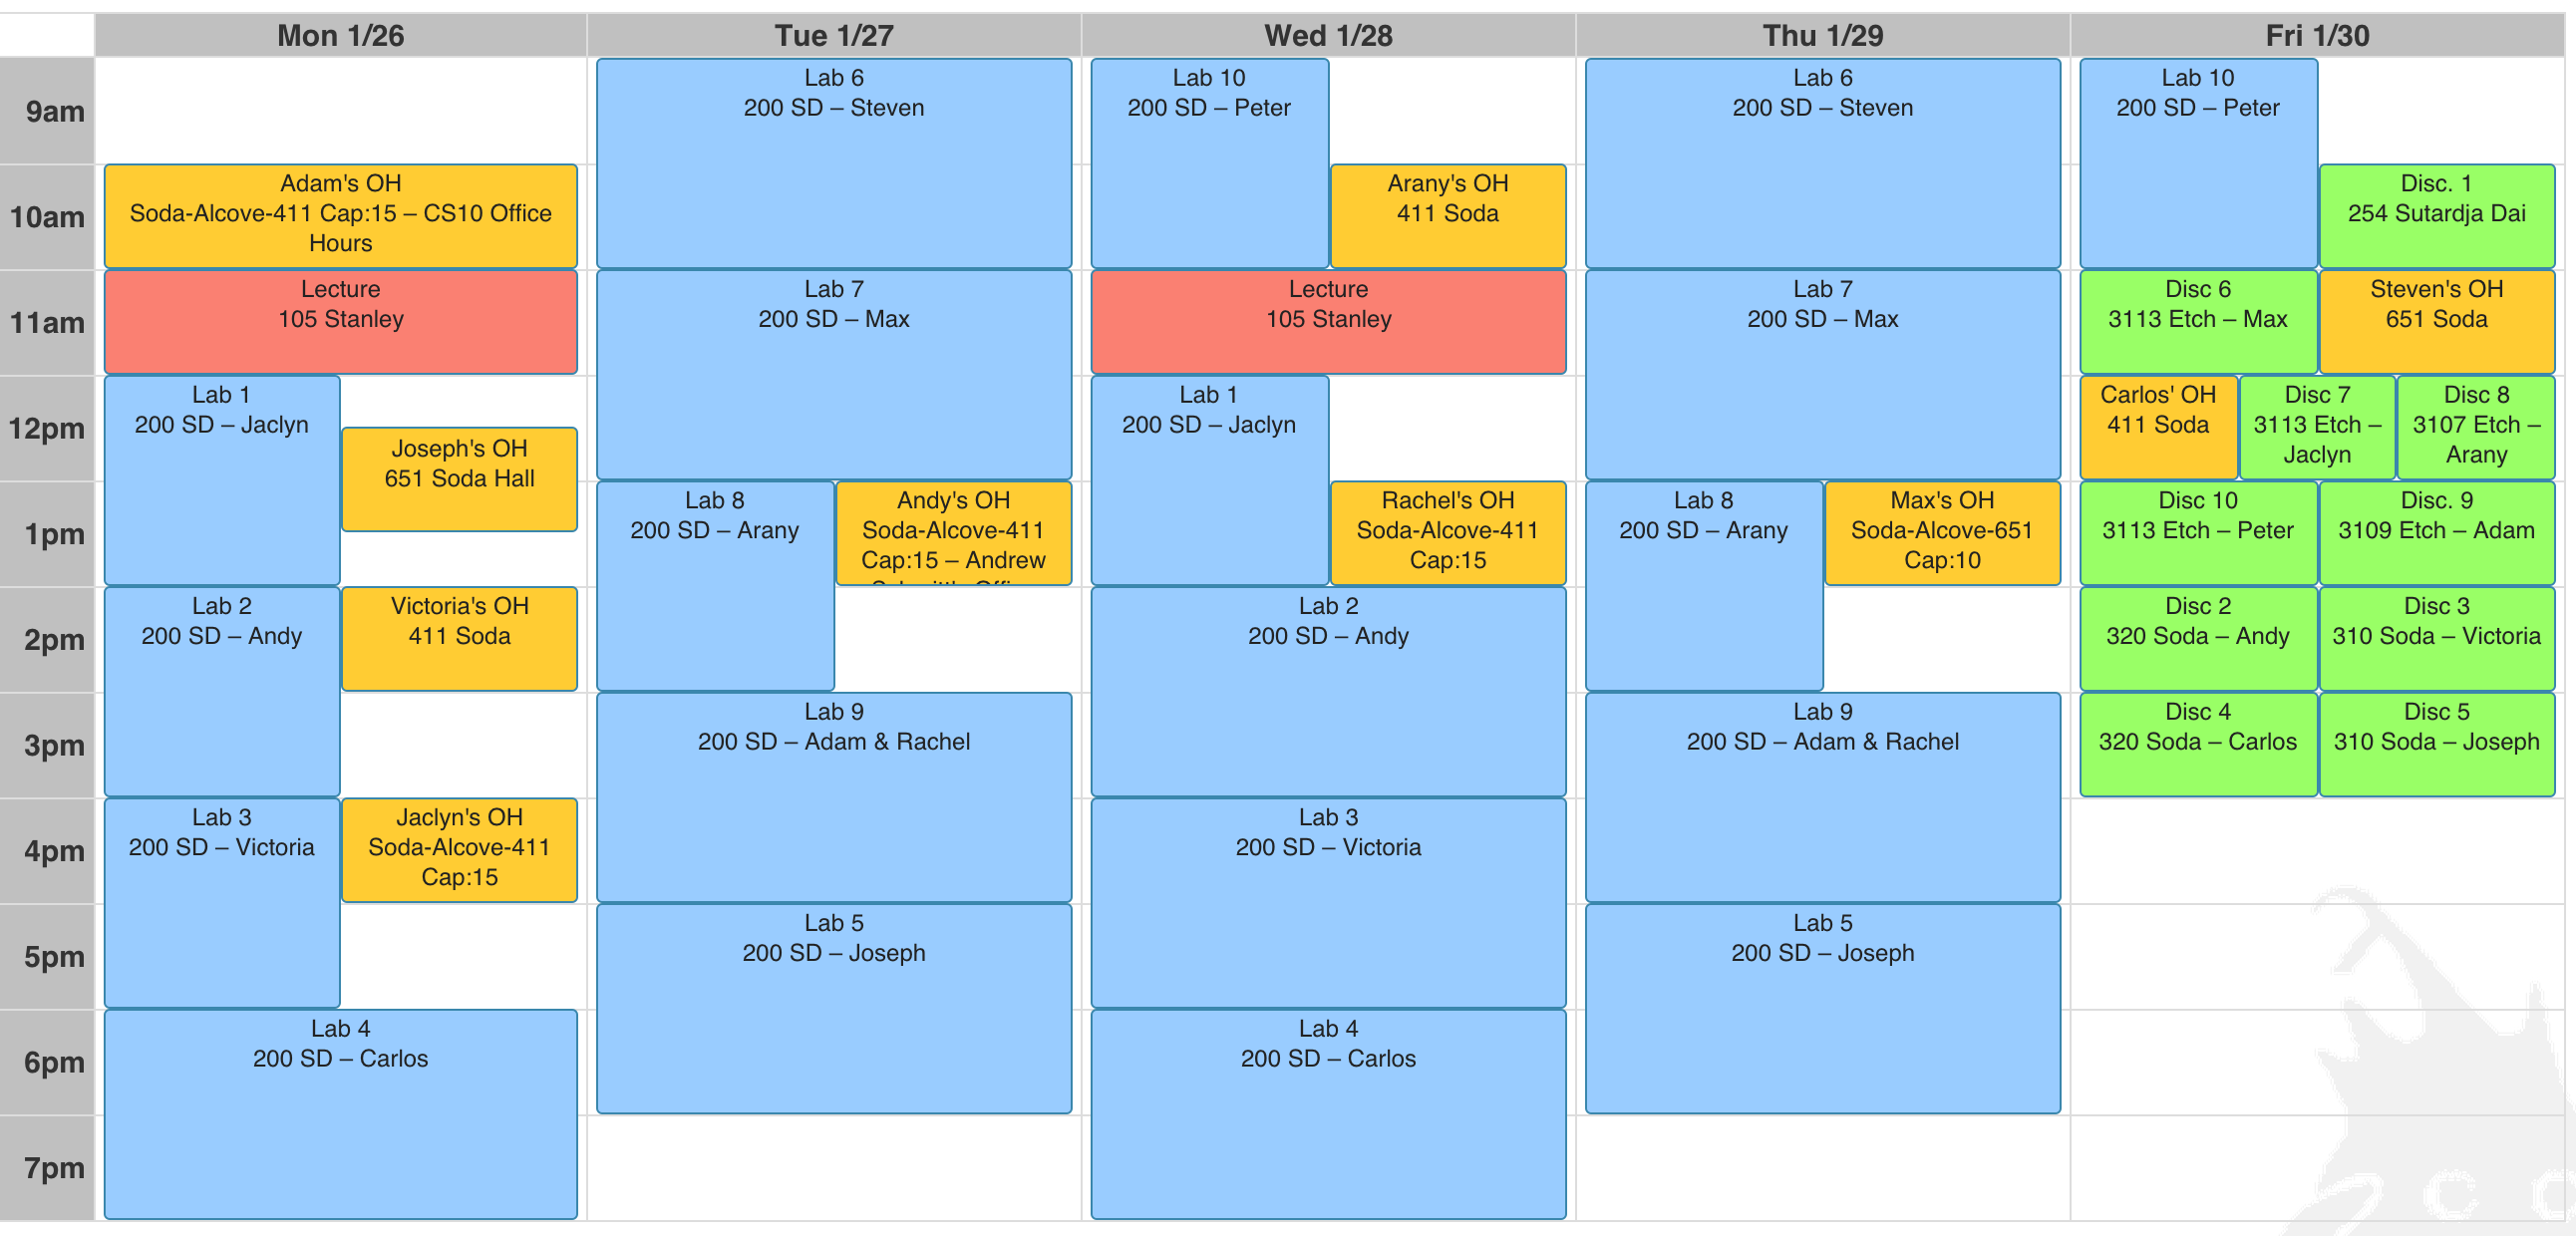 Mon 1/26
Tue 1/27
Wed 1/28
Thu 1/29
Fri 1/30
9am
10am
11am
12pm
1pm
2pm
3pm
4pm
5pm
6pm
7pm
Adam's OH
Soda-Alcove-411 Cap:15 – CS10 Office
Hours
Lecture
105 Stanley
Lab 1
200 SD – Jaclyn
Joseph's OH
651 Soda Hall
Lab 2
200 SD – Andy
Victoria's OH
411 Soda
Lab 3
200 SD – Victoria
Jaclyn's OH
Soda-Alcove-411
Cap:15
Lab 4
200 SD – Carlos
Lab 6
200 SD – Steven
Lab 7
200 SD – Max
Lab 8
200 SD – Arany
Andy's OH
Soda-Alcove-411
Cap:15 – Andrew
Lab 9
200 SD – Adam & Rachel
Lab 5
200 SD – Joseph
Lab 10
200 SD – Peter
Arany's OH
411 Soda
Lecture
105 Stanley
Lab 1
200 SD – Jaclyn
Rachel's OH
Soda-Alcove-411
Cap:15
Lab 2
200 SD – Andy
Lab 3
200 SD – Victoria
Lab 4
200 SD – Carlos
Lab 6
200 SD – Steven
Lab 7
200 SD – Max
Lab 8
200 SD – Arany
Max's OH
Soda-Alcove-651
Cap:10
Lab 9
200 SD – Adam & Rachel
Lab 5
200 SD – Joseph
Lab 10
200 SD – Peter
Disc. 1
254 Sutardja Dai
Disc 6
3113 Etch – Max
Steven's OH
651 Soda
Carlos' OH
411 Soda
Disc 7
3113 Etch –
Jaclyn
Disc 8
3107 Etch –
Arany
Disc 10
3113 Etch – Peter
Disc. 9
3109 Etch – Adam
Disc 2
320 Soda – Andy
Disc 3
310 Soda – Victoria
Disc 4
320 Soda – Carlos
Disc 5
310 Soda – Joseph